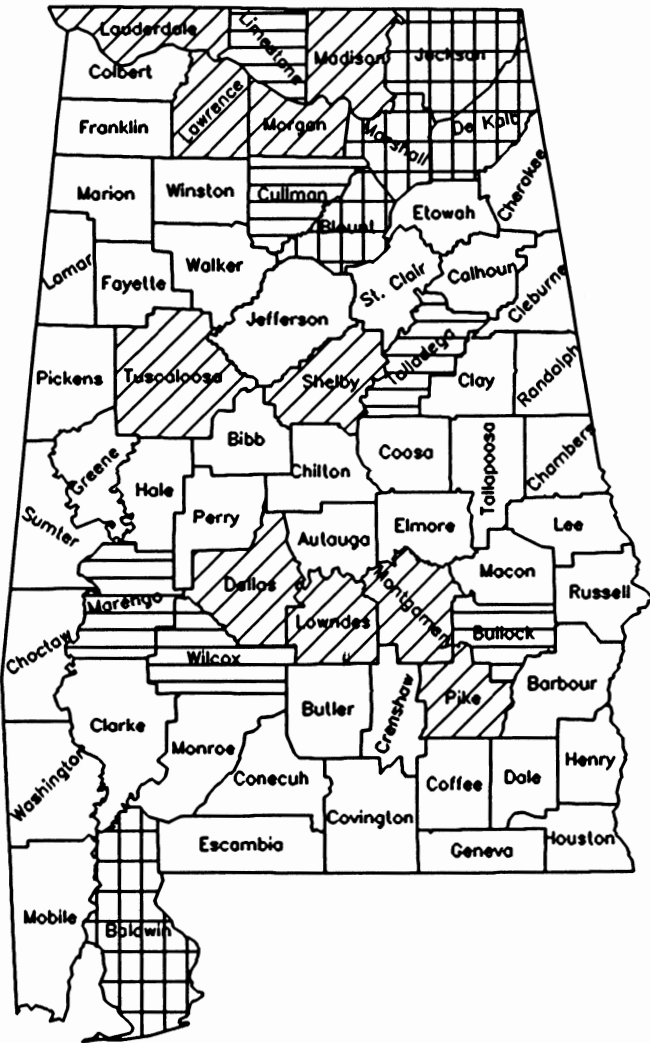 Lauderdale
Limestone
Madison
Jackson
Colbert
Lawrence
Franklin
Morgan
Marshall
De Kalb
Cherokee
Marion
Winston
Cullman
Etowah
Blount
Lamar
Fayette
Walker
St. Clair
Calhoun
Cleburne
Jefferson
Talladega
Pickens
Tuscaloosa
Shelby
Clay
Randolph
Bibb
Chilton
Coosa
Tallapoosa
Chambers
Greene
Hale
Sumter
Perry
Autauga
Elmore
Lee
Dallas
Montgomery
Macon
Russell
Marengo
Lowndes
Bullock
Choctaw
Wilcox
Pike
Barbour
Clarke
Butler
Crenshaw
Monroe
Conecuh
Washington
Coffee
Dale
Henry
Covington
Escambia
Geneva
Houston
Mobile
Baldwin